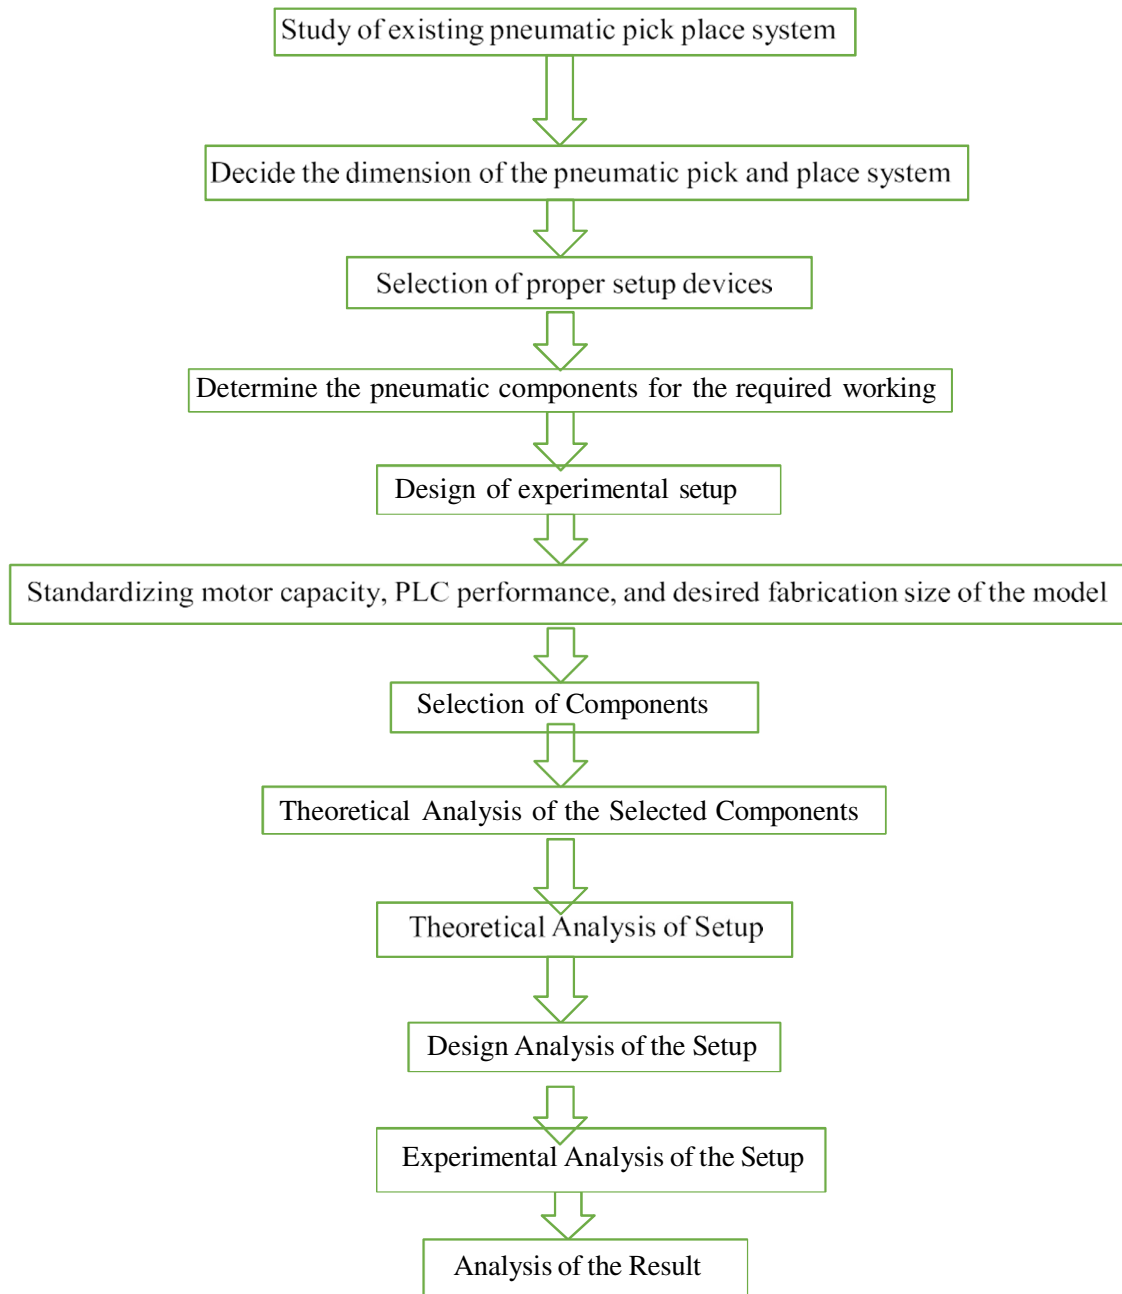 Study of existing pneumatic pick place system
Decide the dimension of the pneumatic pick and place system
Selection of proper setup devices
Determine the pneumatic components for the required working
Design of experimental setup
Standardizing motor capacity, PLC performance, and desired fabrication size of the model
Selection of Components
Theoretical Analysis of the Selected Components
Theoretical Analysis of Setup
Design Analysis of the Setup
Experimental Analysis of the Setup
Analysis of the Result